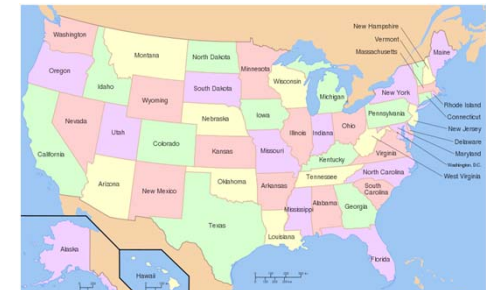 New Hampshire
Vermont
Massachusetts
Washington
Montana
North Dakota
Minnesota
Maine
Oregon
Idaho
South Dakota
Wisconsin
Michigan
New York
Wyoming
Rhode Island
Connecticut
New Jersey
Delaware
Maryland
Washington, D.C.
West Virginia
Nebraska
Iowa
Pennsylvania
Nevada
Utah
Colorado
Illinois
Indiana
Ohio
California
Kansas
Missouri
Kentucky
Virginia
Arizona
New Mexico
Oklahoma
Arkansas
Tennessee
North Carolina
South
Carolina
Texas
Louisiana
Mississippi
Alabama
Georgia
Florida
Alaska
Hawaii